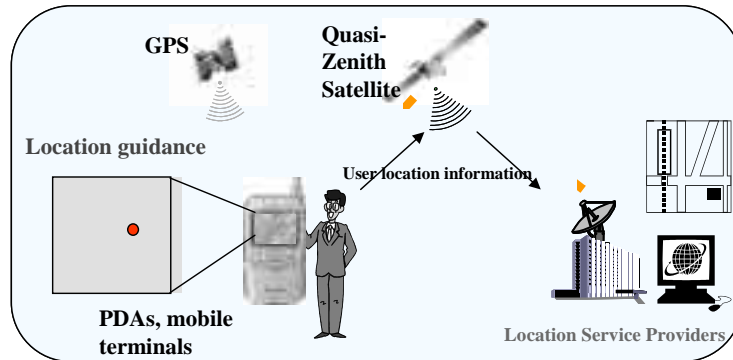 GPS
Quasi-
Zenith
Satellite
Location guidance
User location information
PDAs, mobile
terminals
Location Service Providers